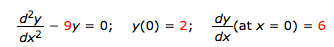 d²y/dx² − 9y = 0; y(0) = 2; dy/dx (at x = 0) = 6